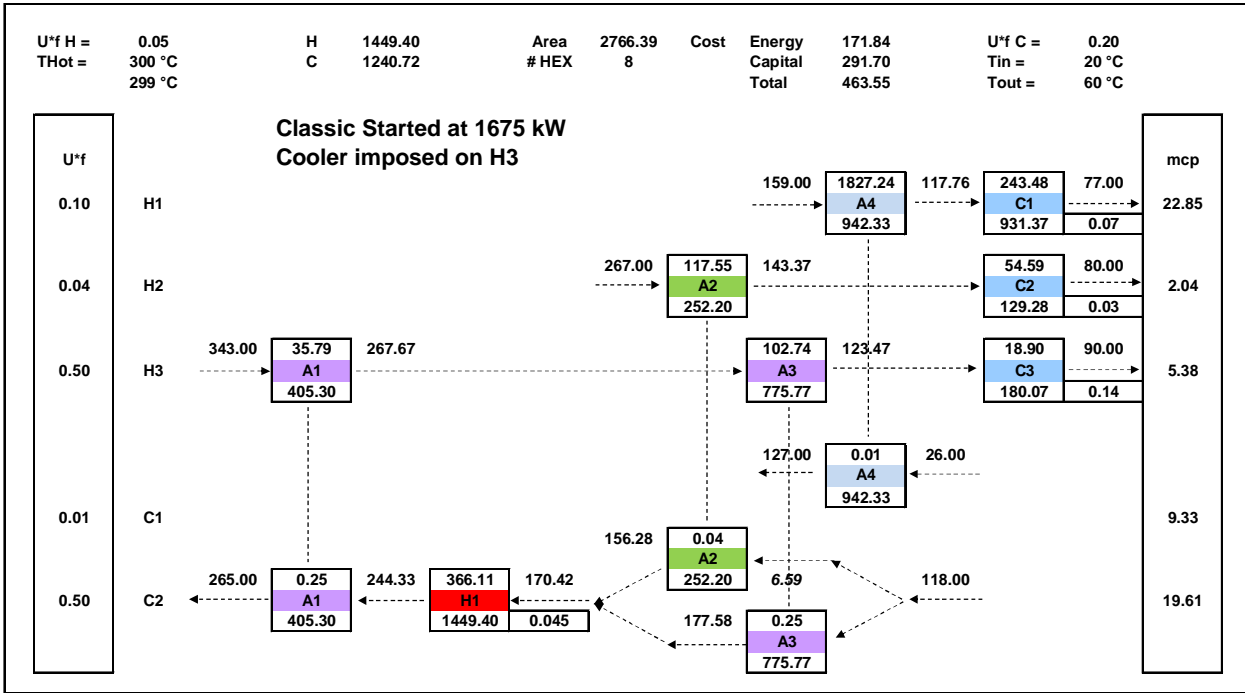 U*f H = 0.05 H 1449.40 Area 2766.39 Cost Energy 171.84 U*f C = 0.20
THot = 300 °C C 1240.72 # HEX 8 Capital 291.70 Tin = 20 °C
299 °C Total 463.55 Tout = 60 °C
Classic Started at 1675 kW
Cooler imposed on H3
U*f mcp
159.00 1827.24 117.76 243.48 77.00
0.10 H1 A4 C1 22.85
942.33 931.37 0.07
267.00 117.55 143.37 54.59 80.00
0.04 H2 A2 C2 2.04
252.20 129.28 0.03
343.00 35.79 267.67 102.74 123.47 18.90 90.00
0.50 H3 A1 A3 C3 5.38
405.30 775.77 180.07 0.14
127.00 0.01 26.00
A4
942.33
0.01 C1 9.33
156.28 0.04
A2
265.00 0.25 244.33 366.11 170.42 252.20 6.59 118.00
0.50 C2 A1 H1 19.61
405.30 1449.40 0.045 177.58 0.25
A3
775.77